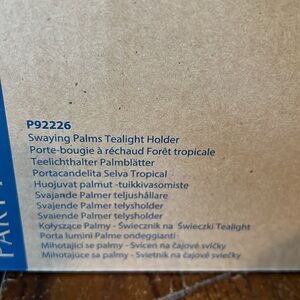 P92226
Swaying Palms Tealight Holder
Porte-bougie à réchaud Forêt tropicale
Teelichthalter Palmblätter
Portacandelita Selva Tropical
Huojuvat palmut -tuikkivasomiste
Svajande Palmer teljushållare
Svajende Palmer telysholder
Svaiende Palmer telysholder
Kołyszące Palmy - Świecznik na Świeczki Tealight
Porta lumini Palme ondeggianti
Mihotající se palmy - Svícen na čajové svíčky
Mihotajúce sa palmy - Svietnik na čajové sviečky
PARTY